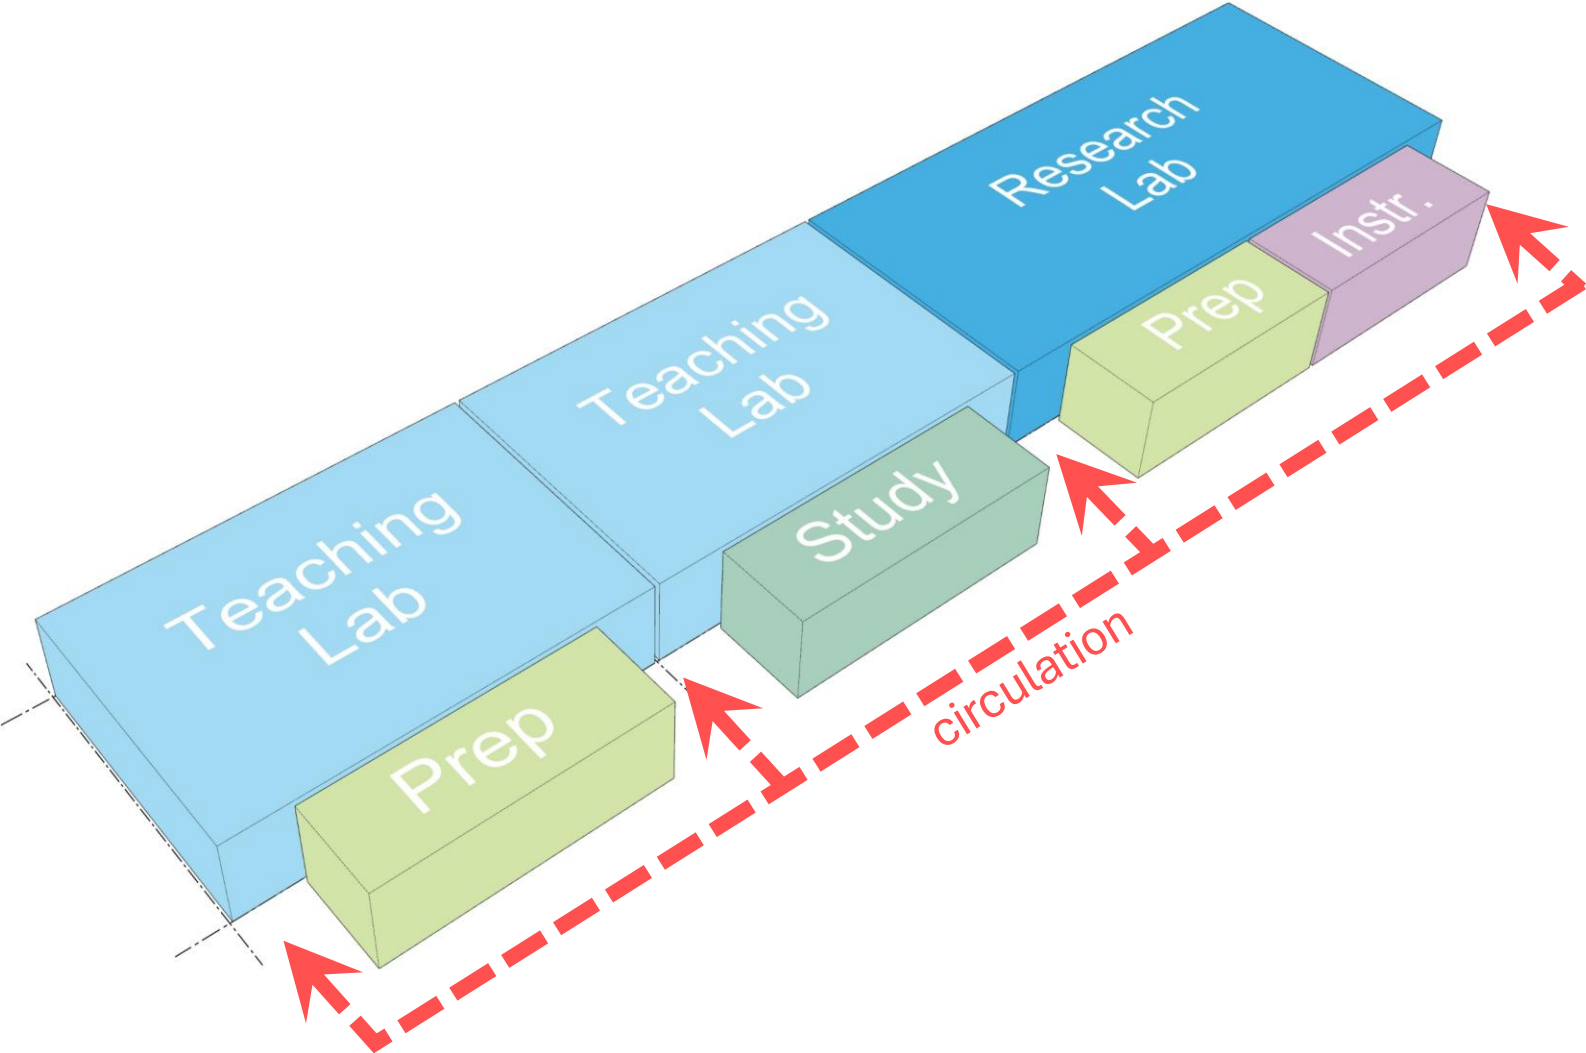 Research
Lab
Instr.
Prep
Teaching
Lab
Study
Teaching
Lab
Prep
circulation